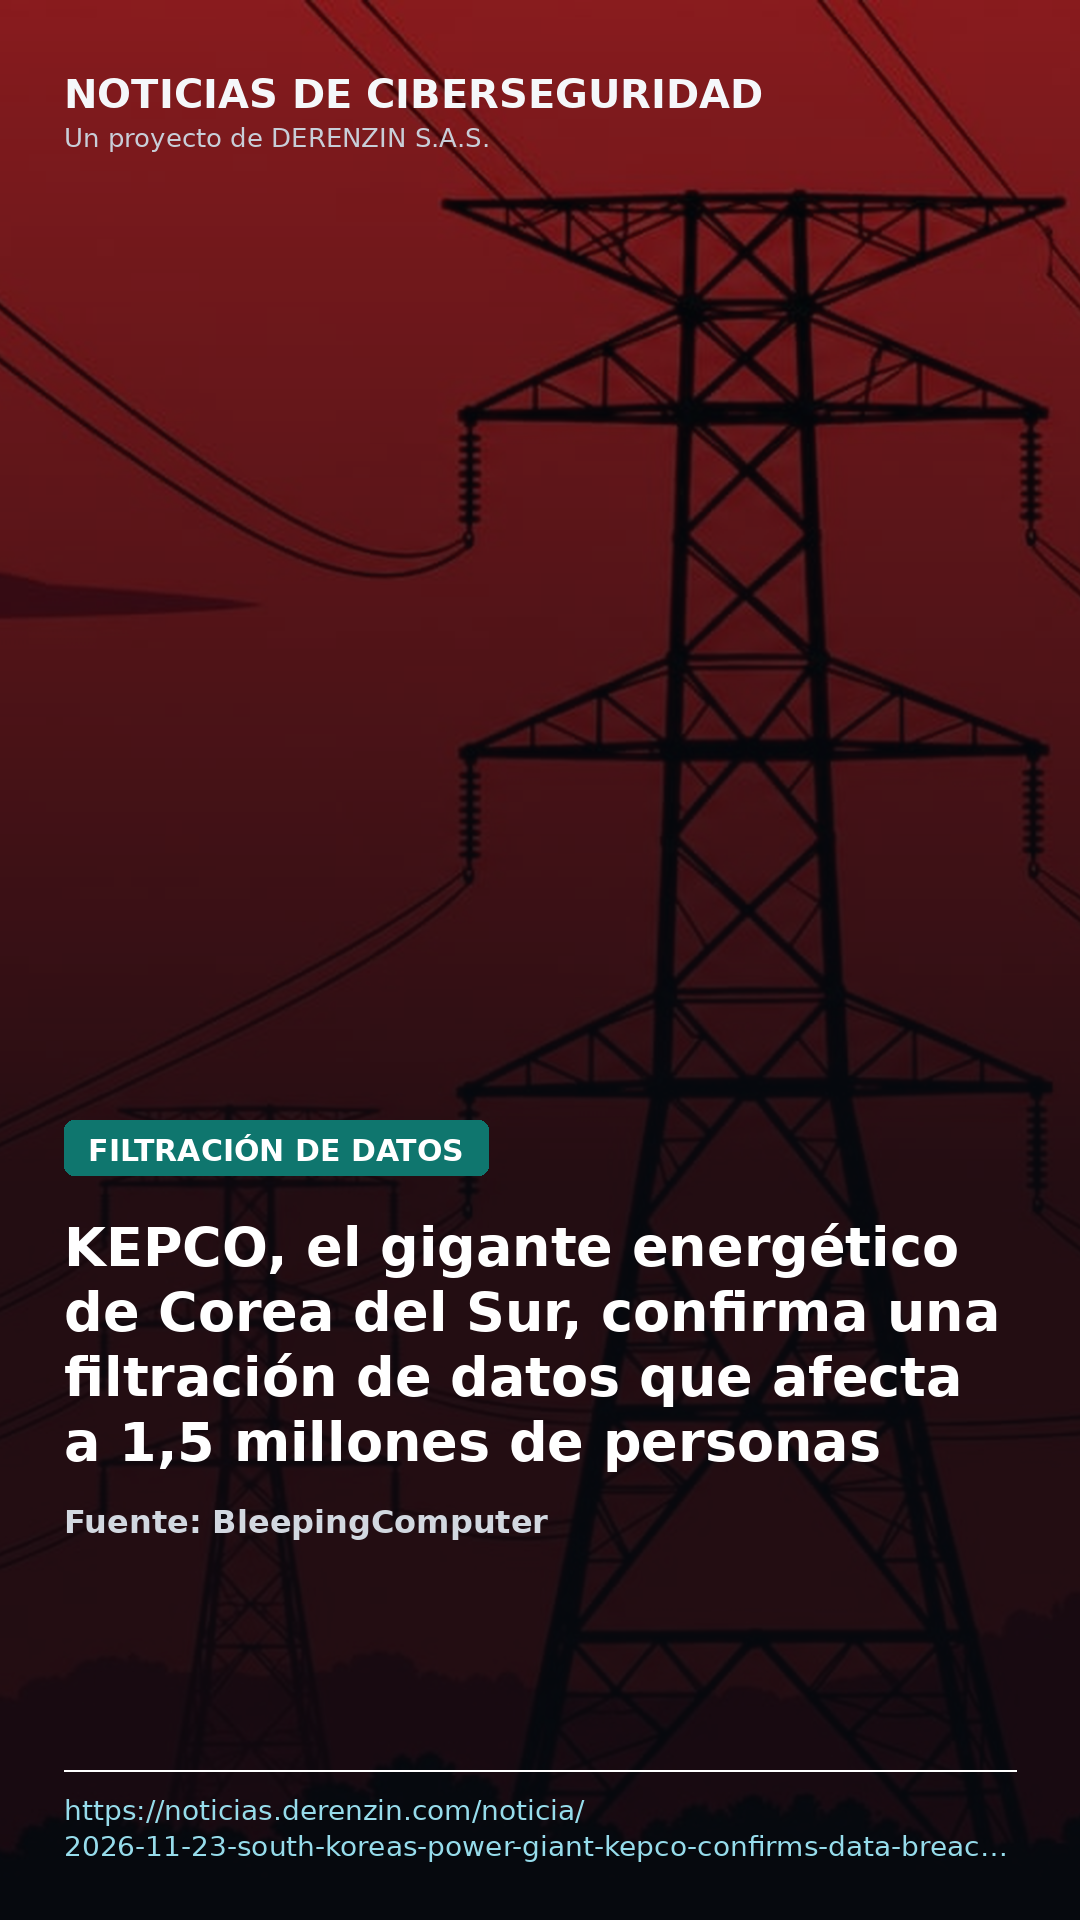 NOTICIAS DE CIBERSEGURIDAD
Un proyecto de DERENZIN S.A.S.
FILTRACIÓN DE DATOS
KEPCO, el gigante energético
de Corea del Sur, confirma una
filtración de datos que afecta
a 1,5 millones de personas
Fuente: BleepingComputer
https://noticias.derenzin.com/noticia/
2026-11-23-south-koreas-power-giant-kepco-confirms-data-breac…